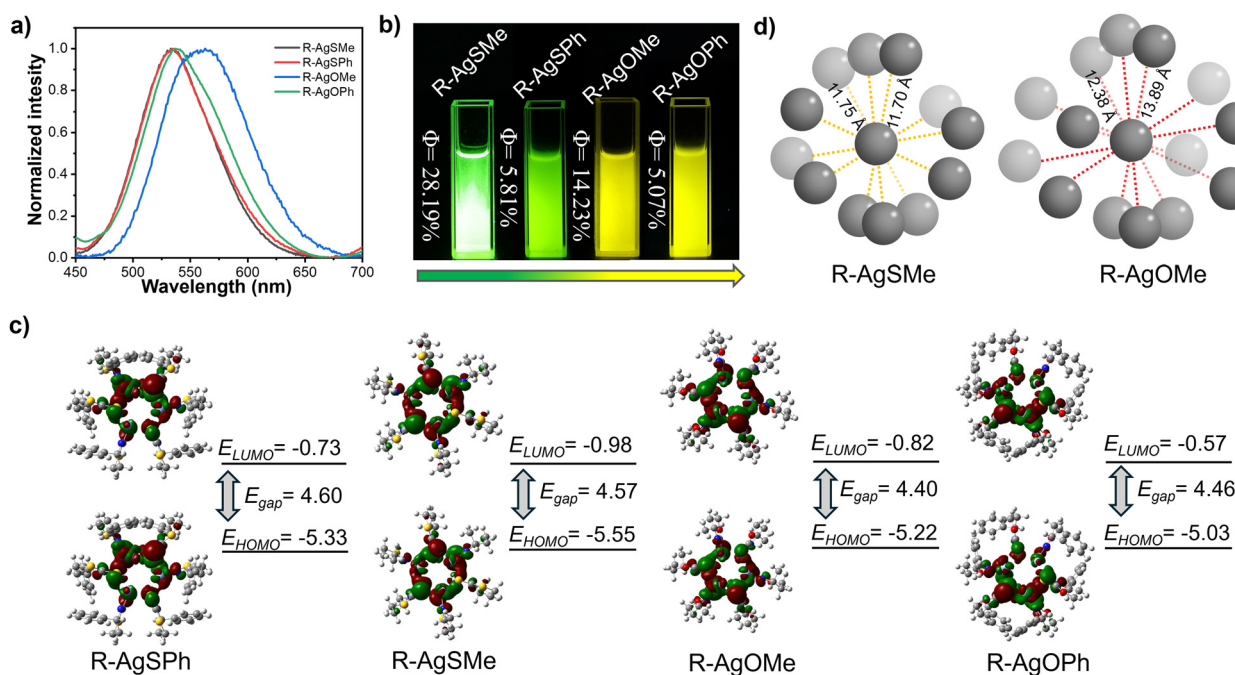 a)
Normalized intesity
1.0
0.8
0.6
0.4
0.2
0.0
450
500
550
600
650
700
Wavelength (nm)
R-AgSMe
R-AgSPh
R-AgOMe
R-AgOPh
b)
R-AgSMe
R-AgSPh
R-AgOMe
R-AgOPh
Φ= 28.19%
Φ= 5.81%
Φ= 14.23%
Φ= 5.07%
d)
11.75 Å
11.70 Å
R-AgSMe
12.38 Å
13.89 Å
R-AgOMe
c)
E_LUMO= -0.73
E_gap= 4.60
E_HOMO= -5.33
R-AgSPh
E_LUMO= -0.98
E_gap= 4.57
E_HOMO= -5.55
R-AgSMe
E_LUMO= -0.82
E_gap= 4.40
E_HOMO= -5.22
R-AgOMe
E_LUMO= -0.57
E_gap= 4.46
E_HOMO= -5.03
R-AgOPh